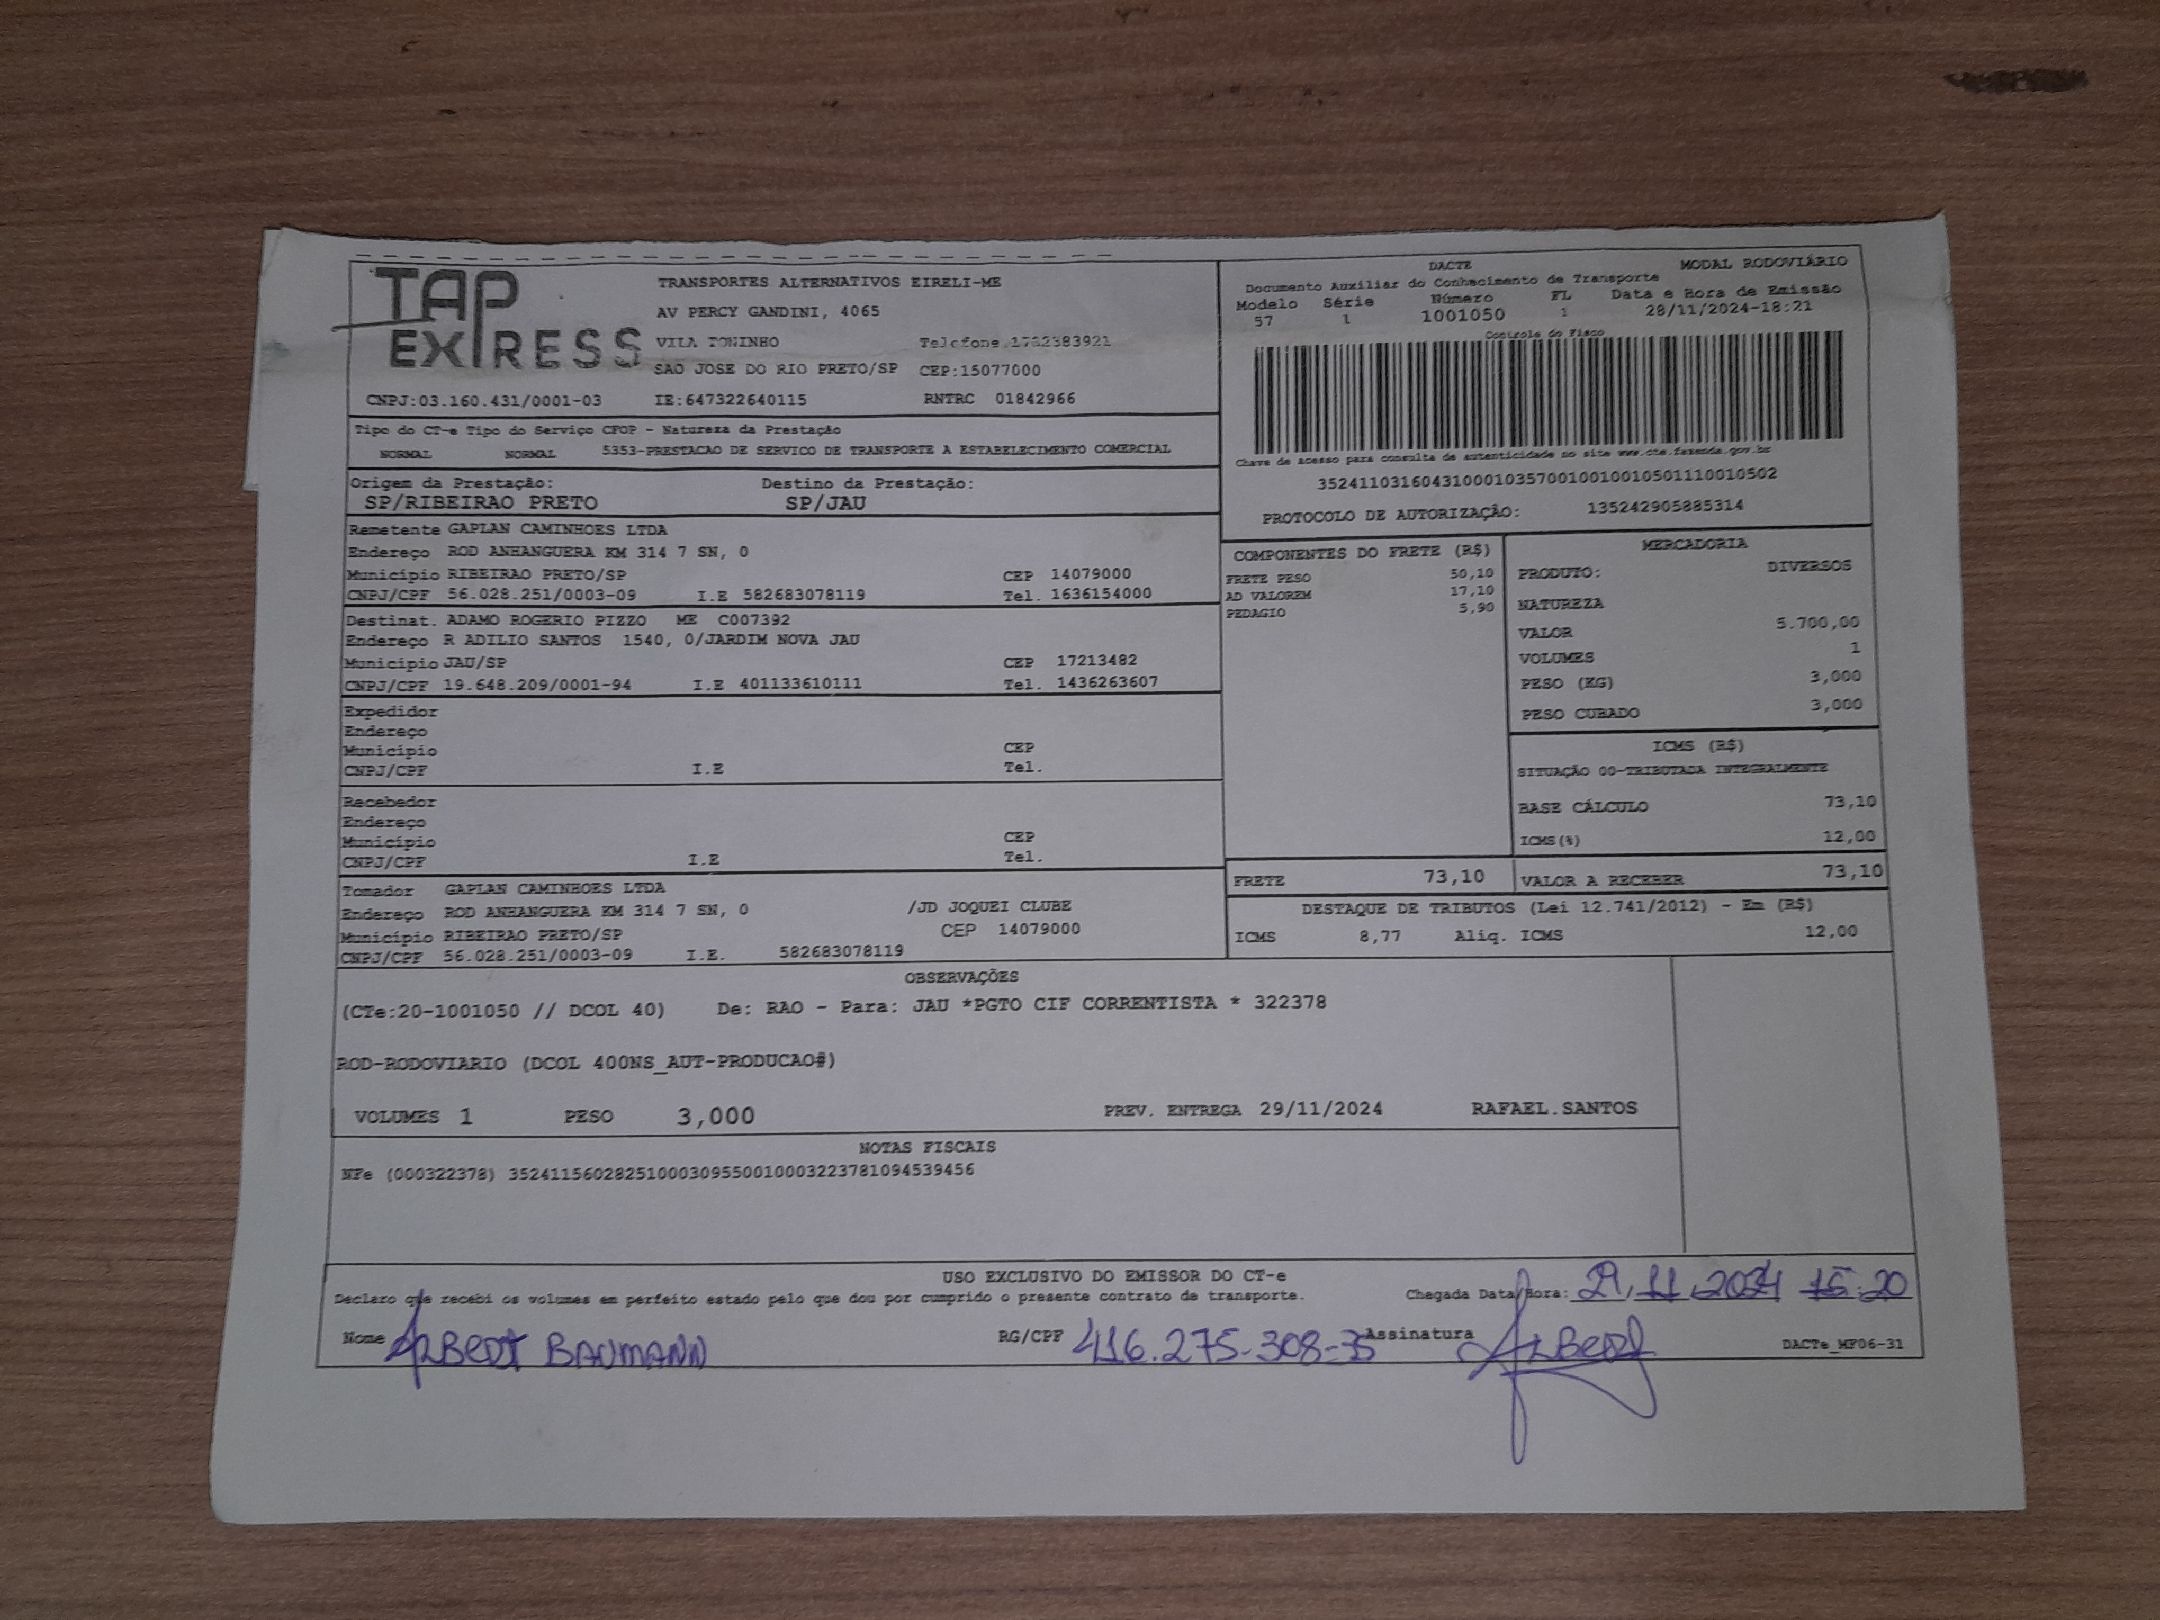 TAP EXPRESS
TRANSPORTES ALTERNATIVOS EIRELI-ME
AV PERCY GANDINI, 4065
VILA TONINHO Telefone 1732383921
SAO JOSE DO RIO PRETO/SP CEP:15077000
CNPJ:03.160.431/0001-03 IE:647322640115 RNTRC 01842966
DACTE MODAL RODOVIÁRIO
Documento Auxiliar do Conhecimento de Transporte
Modelo Série Número FL Data e Hora de Emissão
57 1 1001050 1 28/11/2024-18:21
Controle do Fisco
Chave de acesso para consulta de autenticidade no site www.cte.fazenda.gov.br
35241103160431000103570010010010501110010502
PROTOCOLO DE AUTORIZAÇÃO: 135242905885314
Tipo do CT-e Tipo do Serviço CFOP - Natureza da Prestação
NORMAL NORMAL 5353-PRESTACAO DE SERVICO DE TRANSPORTE A ESTABELECIMENTO COMERCIAL
Origem da Prestação: Destino da Prestação:
SP/RIBEIRAO PRETO SP/JAU
Remetente GAPLAN CAMINHOES LTDA
Endereço ROD ANHANGUERA KM 314 7 SN, 0
Município RIBEIRAO PRETO/SP CEP 14079000
CNPJ/CPF 56.028.251/0003-09 I.E 582683078119 Tel. 1636154000
Destinat. ADAMO ROGERIO PIZZO ME C007392
Endereço R ADILIO SANTOS 1540, 0/JARDIM NOVA JAU
Município JAU/SP CEP 17213482
CNPJ/CPF 19.648.209/0001-94 I.E 401133610111 Tel. 1436263607
Expedidor
Endereço
Município CEP
CNPJ/CPF I.E Tel.
Recebedor
Endereço
Município CEP
CNPJ/CPF I.E Tel.
Tomador GAPLAN CAMINHOES LTDA
Endereço ROD ANHANGUERA KM 314 7 SN, 0 /JD JOQUEI CLUBE
Município RIBEIRAO PRETO/SP CEP 14079000
CNPJ/CPF 56.028.251/0003-09 I.E. 582683078119
COMPONENTES DO FRETE (R$)
FRETE PESO 50,10
AD VALOREM 17,10
PEDAGIO 5,90
MERCADORIA
PRODUTO: DIVERSOS
NATUREZA
VALOR 5.700,00
VOLUMES 1
PESO (KG) 3,000
PESO CUBADO 3,000
ICMS (R$)
SITUAÇÃO 00-TRIBUTADA INTEGRALMENTE
BASE CÁLCULO 73,10
ICMS(%) 12,00
FRETE 73,10 VALOR A RECEBER 73,10
DESTAQUE DE TRIBUTOS (Lei 12.741/2012) - Em (R$)
ICMS 8,77 Aliq. ICMS 12,00
OBSERVAÇÕES
(CTe:20-1001050 // DCOL 40) De: RAO - Para: JAU *PGTO CIF CORRENTISTA * 322378
ROD-RODOVIARIO (DCOL 400NS_AUT-PRODUCAO#)
VOLUMES 1 PESO 3,000 PREV. ENTREGA 29/11/2024 RAFAEL.SANTOS
NOTAS FISCAIS
NFe (000322378) 35241156028251000309550010003223781094539456
USO EXCLUSIVO DO EMISSOR DO CT-e
Declaro que recebi os volumes em perfeito estado pelo que dou por cumprido o presente contrato de transporte. Chegada Data/Hora: 29,11,2024 15:20
Nome ALBERT BAUMANN RG/CPF 416.275-308-35 Assinatura ALBERT DACTe_MF06-31